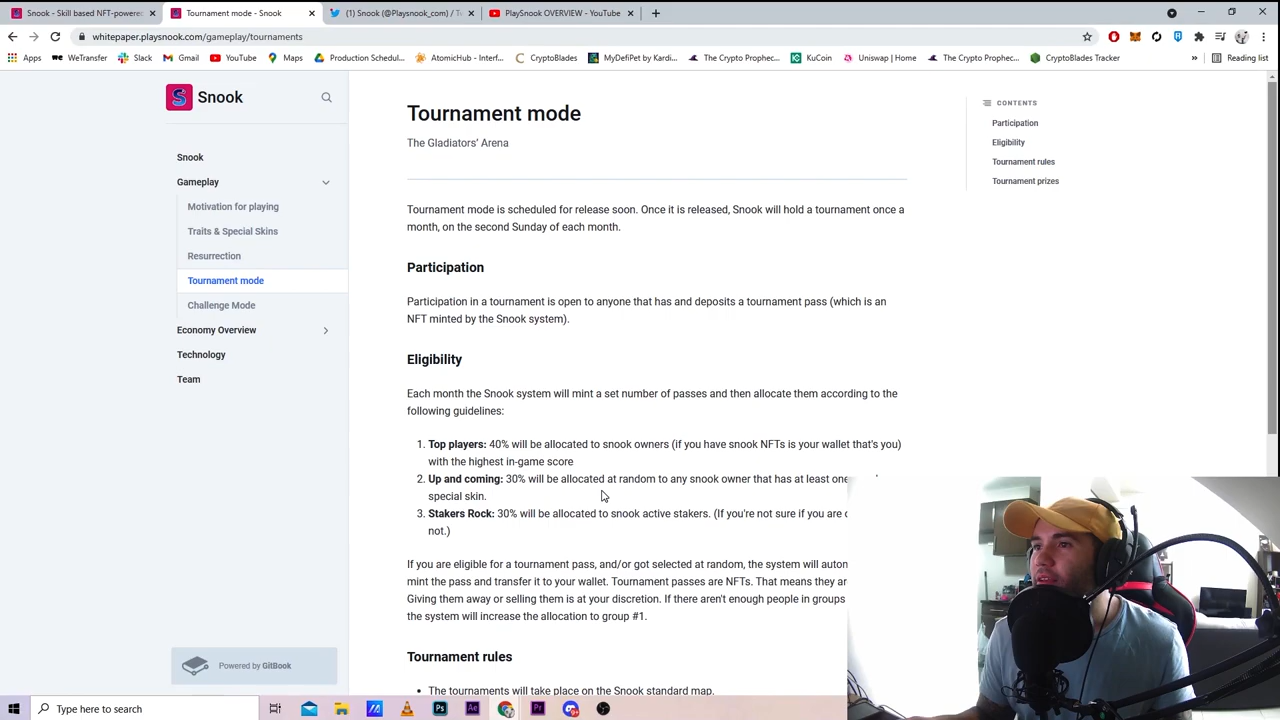 Snook - Skill based NFT-powered
Tournament mode - Snook
(1) Snook (@Playsnook_com) / Tw
PlaySnook OVERVIEW - YouTube
whitepaper.playsnook.com/gameplay/tournaments
Apps
WeTransfer
Slack
Gmail
YouTube
Maps
Production Schedul...
AtomicHub - Interf...
CryptoBlades
MyDefiPet by Kardi...
The Crypto Prophec...
KuCoin
Uniswap | Home
The Crypto Prophec...
CryptoBlades Tracker
»
Reading list
Snook
Snook
Gameplay
Motivation for playing
Traits & Special Skins
Resurrection
Tournament mode
Challenge Mode
Economy Overview
Technology
Team
Powered by GitBook
Tournament mode
The Gladiators' Arena
Tournament mode is scheduled for release soon. Once it is released, Snook will hold a tournament once a
month, on the second Sunday of each month.
Participation
Participation in a tournament is open to anyone that has and deposits a tournament pass (which is an
NFT minted by the Snook system).
Eligibility
Each month the Snook system will mint a set number of passes and then allocate them according to the
following guidelines:
1. Top players: 40% will be allocated to snook owners (if you have snook NFTs is your wallet that's you)
with the highest in-game score
2. Up and coming: 30% will be allocated at random to any snook owner that has at least one
special skin.
3. Stakers Rock: 30% will be allocated to snook active stakers. (If you're not sure if you are
not.)
If you are eligible for a tournament pass, and/or got selected at random, the system will
mint the pass and transfer it to your wallet. Tournament passes are NFTs. That means they
Giving them away or selling them is at your discretion. If there aren't enough people in groups
the system will increase the allocation to group #1.
Tournament rules
• The tournaments will take place on the Snook standard map.
CONTENTS
Participation
Eligibility
Tournament rules
Tournament prizes
Type here to search